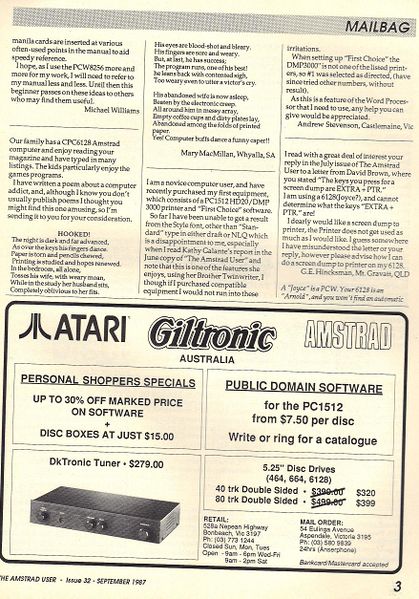 MAILBAG
manilla cards are inserted at various
often-used points in the manual to aid
speedy reference.
I hope, as I use the PCW8256 more and
more for my work, I will need to refer to
my manual less and less. Until then this
beginner passes on these ideas to others
who may find them useful.
Michael Williams
Our family has a CPC6128 Amstrad
computer and enjoy reading your
magazine and have typed in many
listings. The kids particularly enjoy the
games programs.
I have written a poem about a computer
addict, and, although I know you don't
usually publish poems I thought you
might find this one amusing, so I'm
sending it to you for your consideration.
HOOKED!
The night is dark and far advanced,
As over the keys his fingers dance.
Paper is torn and pencils chewed,
Printing is studied and hopes renewed.
In the bedroom, all alone,
Tosses his wife, with weary moan,
While in the study her husband sits,
Completely oblivious to her fits.
His eyes are blood-shot and bleary,
His fingers are sore and weary.
But, at last, he has success;
The program runs, one of his best!
he leans back with contented sigh,
Too weary even to utter a victor's cry.
His abandoned wife is now asleep,
Beaten by the electronic creep.
All around him in messy array,
Empty coffee cups and dirty plates lay,
Abandoned among the folds of printed
paper.
Yes! Computer buffs dance a funny caper!!
Mary MacMillan, Whyalla, SA
I am a novice computer user, and have
recently purchased my first equipment,
which consists of a PC1512 HD20/DMP
3000 printer and "First Choice" software.
So far I have been unable to get a result
from the Style font, other than "Stan-
dard" type in either draft or NLQ which
is a disappointment to me, especially
when I read Kathy Galante's report in the
June copy of "The Amstrad User" and
note that this is one of the features she
enjoys, using her Brother Twinwriter, I
though if I purchased compatible
equipment I would not run into these
irritations.
When setting up "First Choice" the
DMP3000" is not one of the listed print-
ers, so #1 was selected as directed, (have
since tried other numbers, without
result).
As this is a feature of the Word Proces-
sor that I need to use, any help you can
give would be appreciated.
Andrew Stevenson, Castlemaine, Vic
I read with a great deal of interest your
reply in the July issue of The Amstrad
User to a letter from David Brown, where
you stated "The keys you press for a
screen dump are EXTRA + PTR."
I am using a 6128(Joyce?), and cannot
determine what the keys "EXTRA +
PTR." are!
I dearly would like a screen dump to
the printer, the Printer does not get used as
much as I would like. I guess somewhere
I have misunderstood the letter or your
reply, however please advise how I can
do a screen dump to printer on my 6128.
G.E. Hincksman, Mt. Gravatt, QLD
A "Joyce" is a PCW. Your 6128 is an
"Arnold", and you won't find an automatic
ATARI Giltronic AMSTRAD
AUSTRALIA
PERSONAL SHOPPERS SPECIALS
UP TO 30% OFF MARKED PRICE
ON SOFTWARE
+
DISC BOXES AT JUST $15.00
PUBLIC DOMAIN SOFTWARE
for the PC1512
from $7.50 per disc
Write or ring for a catalogue
DkTronic Tuner - $279.00
5.25" Disc Drives
(464, 664, 6128)
40 trk Double Sided - $399.00 $320
80 trk Double Sided - $499.00 $399
RETAIL:
528a Nepean Highway
Bonbeach, Vic 3197
Ph: (03) 773 1244
Closed Sun, Mon, Tues
Open - 9am - 6pm Wed-Fri
9am - 2pm Sat
MAIL ORDER:
54 Eulinga Avenue
Aspendale, Victoria 3195
Ph: (03) 580 9839
24hrs (Anserphone)
Bankcard/Mastercard accepted
THE AMSTRAD USER - Issue 32 - SEPTEMBER 1987
3